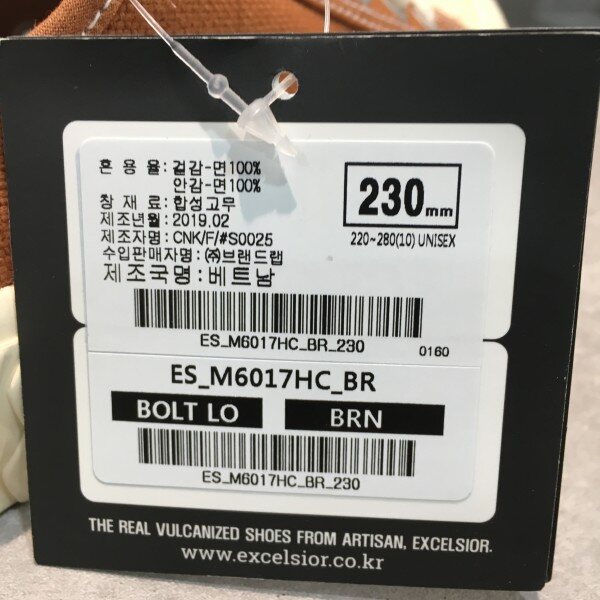 혼 용 율: 겉감-면100%
안감-면100%
창 재 료: 합성고무
제조년월: 2019.02
제조자명: CNK/F/#S0025
수입판매자명: ㈜브랜드랩
제조국명: 베트남
230mm
220~280(10) UNISEX
ES_M6017HC_BR_230
0160
ES_M6017HC_BR
BOLT LO
BRN
ES_M6017HC_BR_230
THE REAL VULCANIZED SHOES FROM ARTISAN, EXCELSIOR.
www.excelsior.co.kr